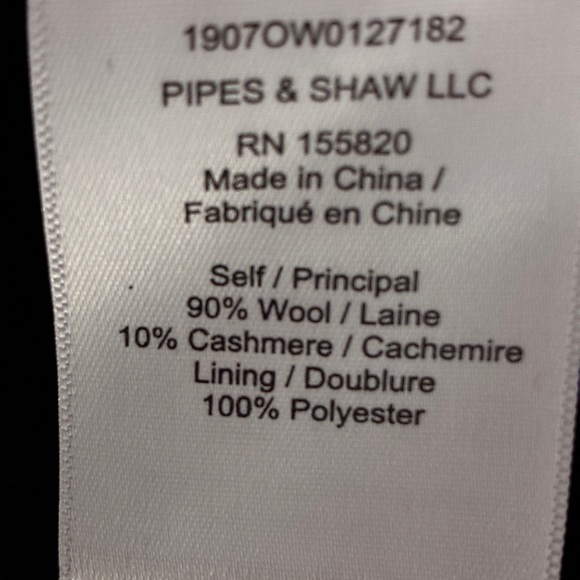 1907OW0127182
PIPES & SHAW LLC
RN 155820
Made in China /
Fabriqué en Chine
Self / Principal
90% Wool / Laine
10% Cashmere / Cachemire
Lining / Doublure
100% Polyester